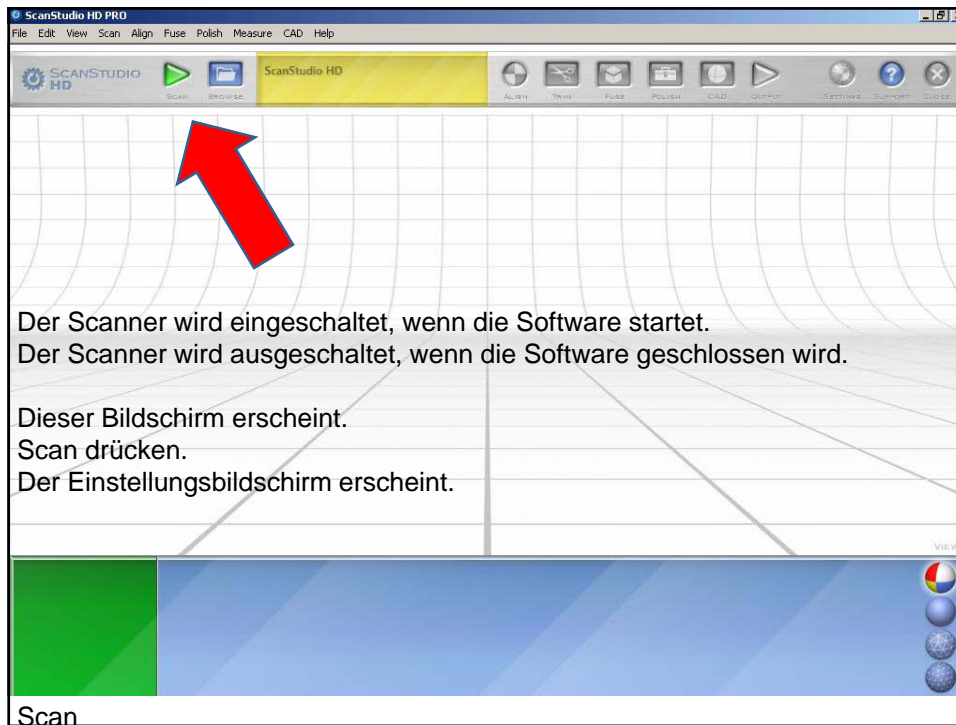 ScanStudio HD PRO
File Edit View Scan Align Fuse Polish Measure CAD Help
SCANSTUDIO HD
SCAN BROWSE
ScanStudio HD
ALIGN TRIM FUSE POLISH CAD OUTPUT SETTINGS SUPPORT CLOSE
Der Scanner wird eingeschaltet, wenn die Software startet.
Der Scanner wird ausgeschaltet, wenn die Software geschlossen wird.
Dieser Bildschirm erscheint.
Scan drücken.
Der Einstellungsbildschirm erscheint.
VIEW
Scan